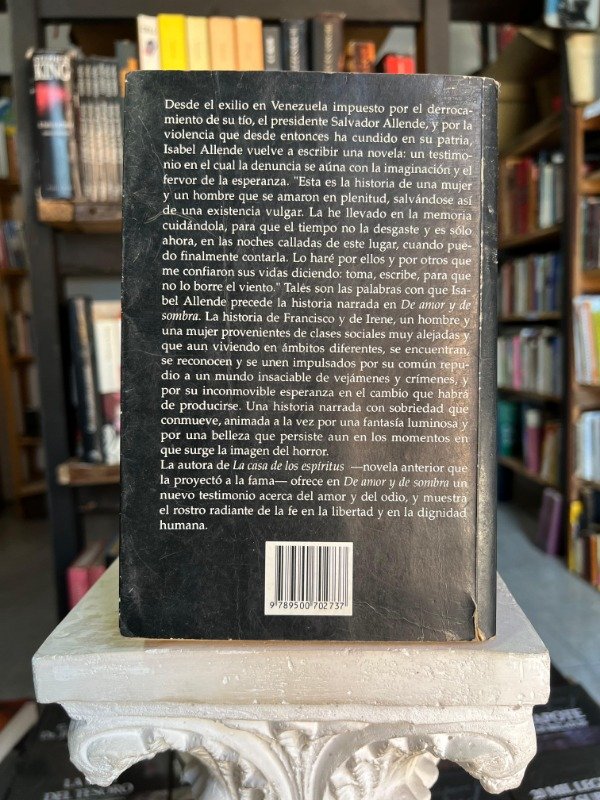 Desde el exilio en Venezuela impuesto por el derroca-
miento de su tío, el presidente Salvador Allende, y por la
violencia que desde entonces ha cundido en su patria,
Isabel Allende vuelve a escribir una novela: un testimo-
nio en el cual la denuncia se aúna con la imaginación y el
fervor de la esperanza. "Esta es la historia de una mujer
y un hombre que se amaron en plenitud, salvándose así
de una existencia vulgar. La he llevado en la memoria
cuidándola, para que el tiempo no la desgaste y es sólo
ahora, en las noches calladas de este lugar, cuando pue-
do finalmente contarla. Lo haré por ellos y por otros que
me confiaron sus vidas diciendo: toma, escribe, para que
no lo borre el viento." Tales son las palabras con que Isa-
bel Allende precede la historia narrada en De amor y de
sombra. La historia de Francisco y de Irene, un hombre y
una mujer provenientes de clases sociales muy alejadas y
que aun viviendo en ámbitos diferentes, se encuentran,
se reconocen y se unen impulsados por su común repu-
dio a un mundo insaciable de vejámenes y crímenes, y
por su inconmovible esperanza en el cambio que habrá
de producirse. Una historia narrada con sobriedad que
conmueve, animada a la vez por una fantasía luminosa y
por una belleza que persiste aun en los momentos en
que surge la imagen del horror.
La autora de La casa de los espíritus —novela anterior que
la proyectó a la fama— ofrece en De amor y de sombra un
nuevo testimonio acerca del amor y del odio, y muestra
el rostro radiante de la fe en la libertad y en la dignidad
humana.
9 789500 702737
KING
DEL TESORO